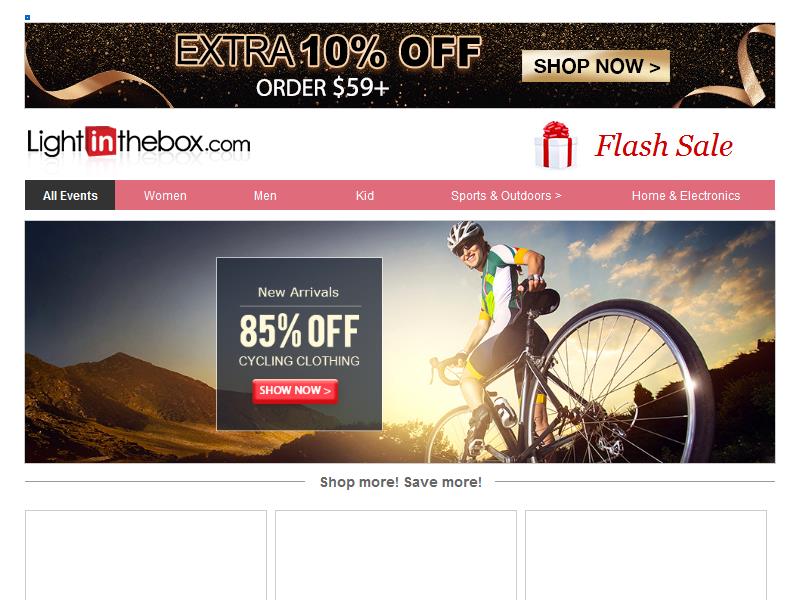 EXTRA 10% OFF
ORDER $59+
SHOP NOW >
Lightinthebox.com
Flash Sale
All Events Women Men Kid Sports & Outdoors > Home & Electronics
New Arrivals
85% OFF
CYCLING CLOTHING
SHOW NOW >
Shop more! Save more!